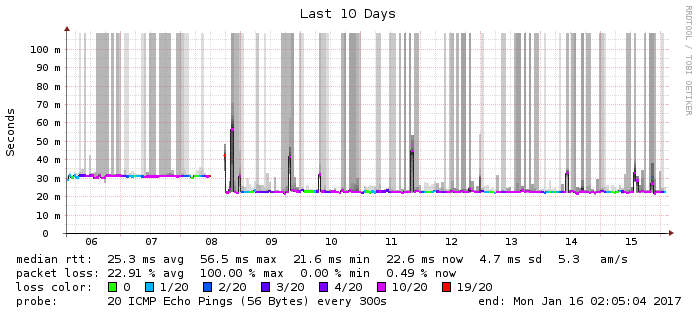 Last 10 Days
RRDTOOL / TOBI OETIKER
Seconds
100 m
90 m
80 m
70 m
60 m
50 m
40 m
30 m
20 m
10 m
0
06 07 08 09 10 11 12 13 14 15
median rtt: 25.3 ms avg 56.5 ms max 21.6 ms min 22.6 ms now 4.7 ms sd 5.3 am/s
packet loss: 22.91 % avg 100.00 % max 0.00 % min 0.49 % now
loss color: 0 1/20 2/20 3/20 4/20 10/20 19/20
probe: 20 ICMP Echo Pings (56 Bytes) every 300s end: Mon Jan 16 02:05:04 2017